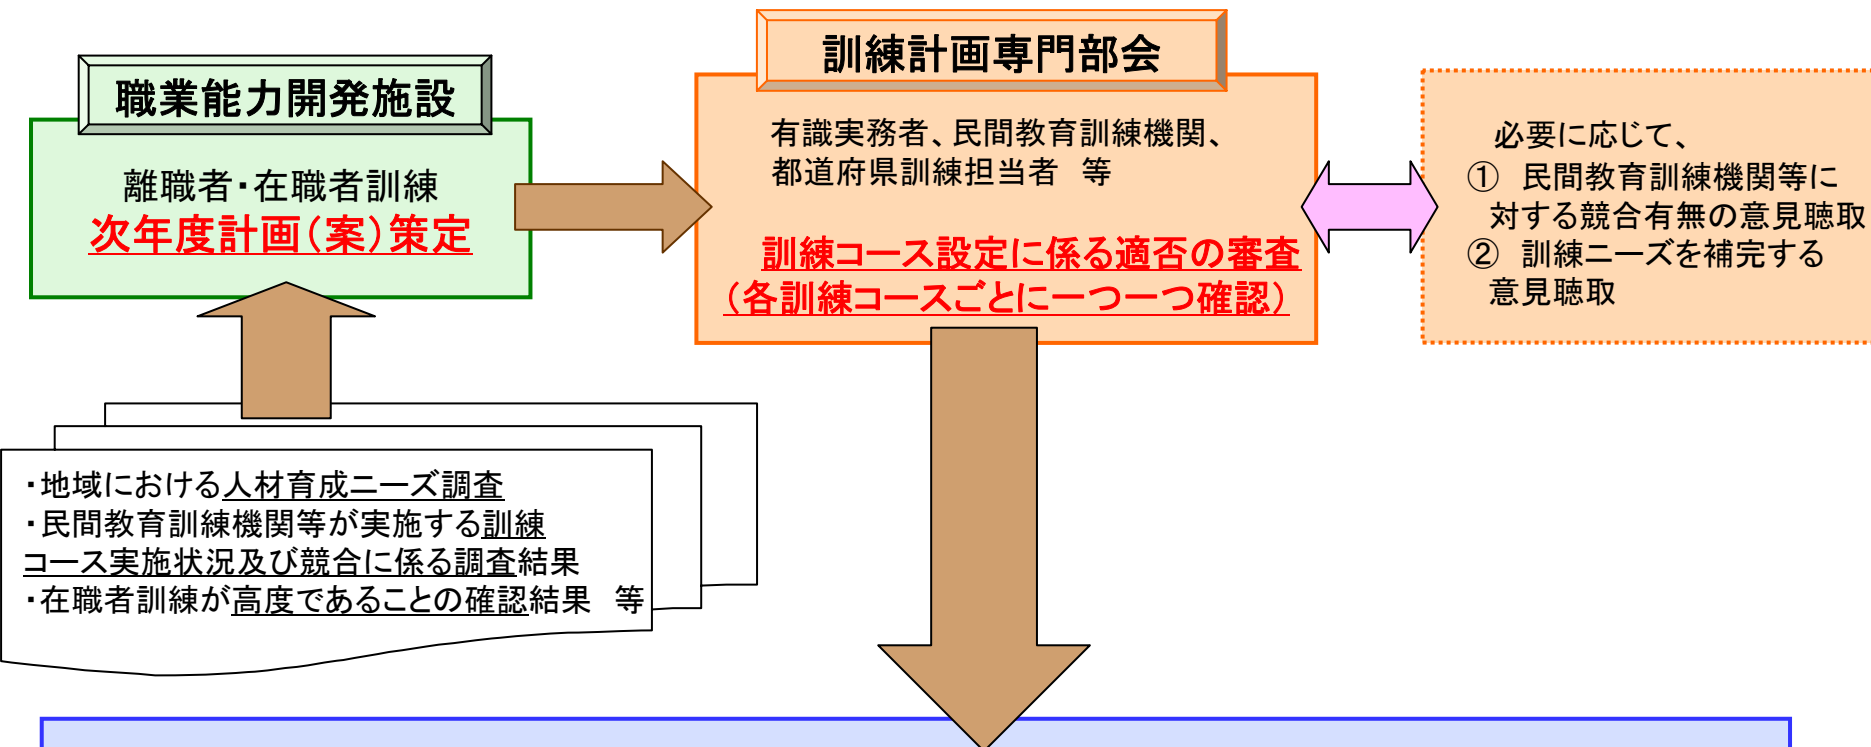 職業能力開発施設
離職者・在職者訓練
次年度計画（案）策定
訓練計画専門部会
有識実務者、民間教育訓練機関、
都道府県訓練担当者　等
訓練コース設定に係る適否の審査
（各訓練コースごとに一つ一つ確認）
必要に応じて、
①　民間教育訓練機関等に
対する競合有無の意見聴取
②　訓練ニーズを補完する
意見聴取
・地域における人材育成ニーズ調査
・民間教育訓練機関等が実施する訓練
コース実施状況及び競合に係る調査結果
・在職者訓練が高度であることの確認結果　等